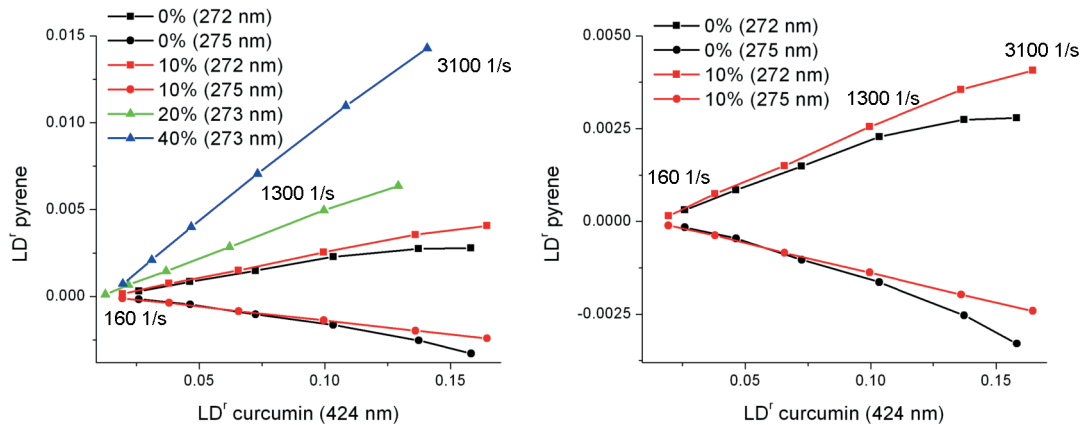 0% (272 nm)
0% (275 nm)
10% (272 nm)
10% (275 nm)
20% (273 nm)
40% (273 nm)
3100 1/s
1300 1/s
160 1/s
0.015
0.010
0.005
0.000
LDʳ pyrene
0.05
0.10
0.15
LDʳ curcumin (424 nm)
0% (272 nm)
0% (275 nm)
10% (272 nm)
10% (275 nm)
3100 1/s
1300 1/s
160 1/s
0.0050
0.0025
0.0000
-0.0025
LDʳ pyrene
0.05
0.10
0.15
LDʳ curcumin (424 nm)